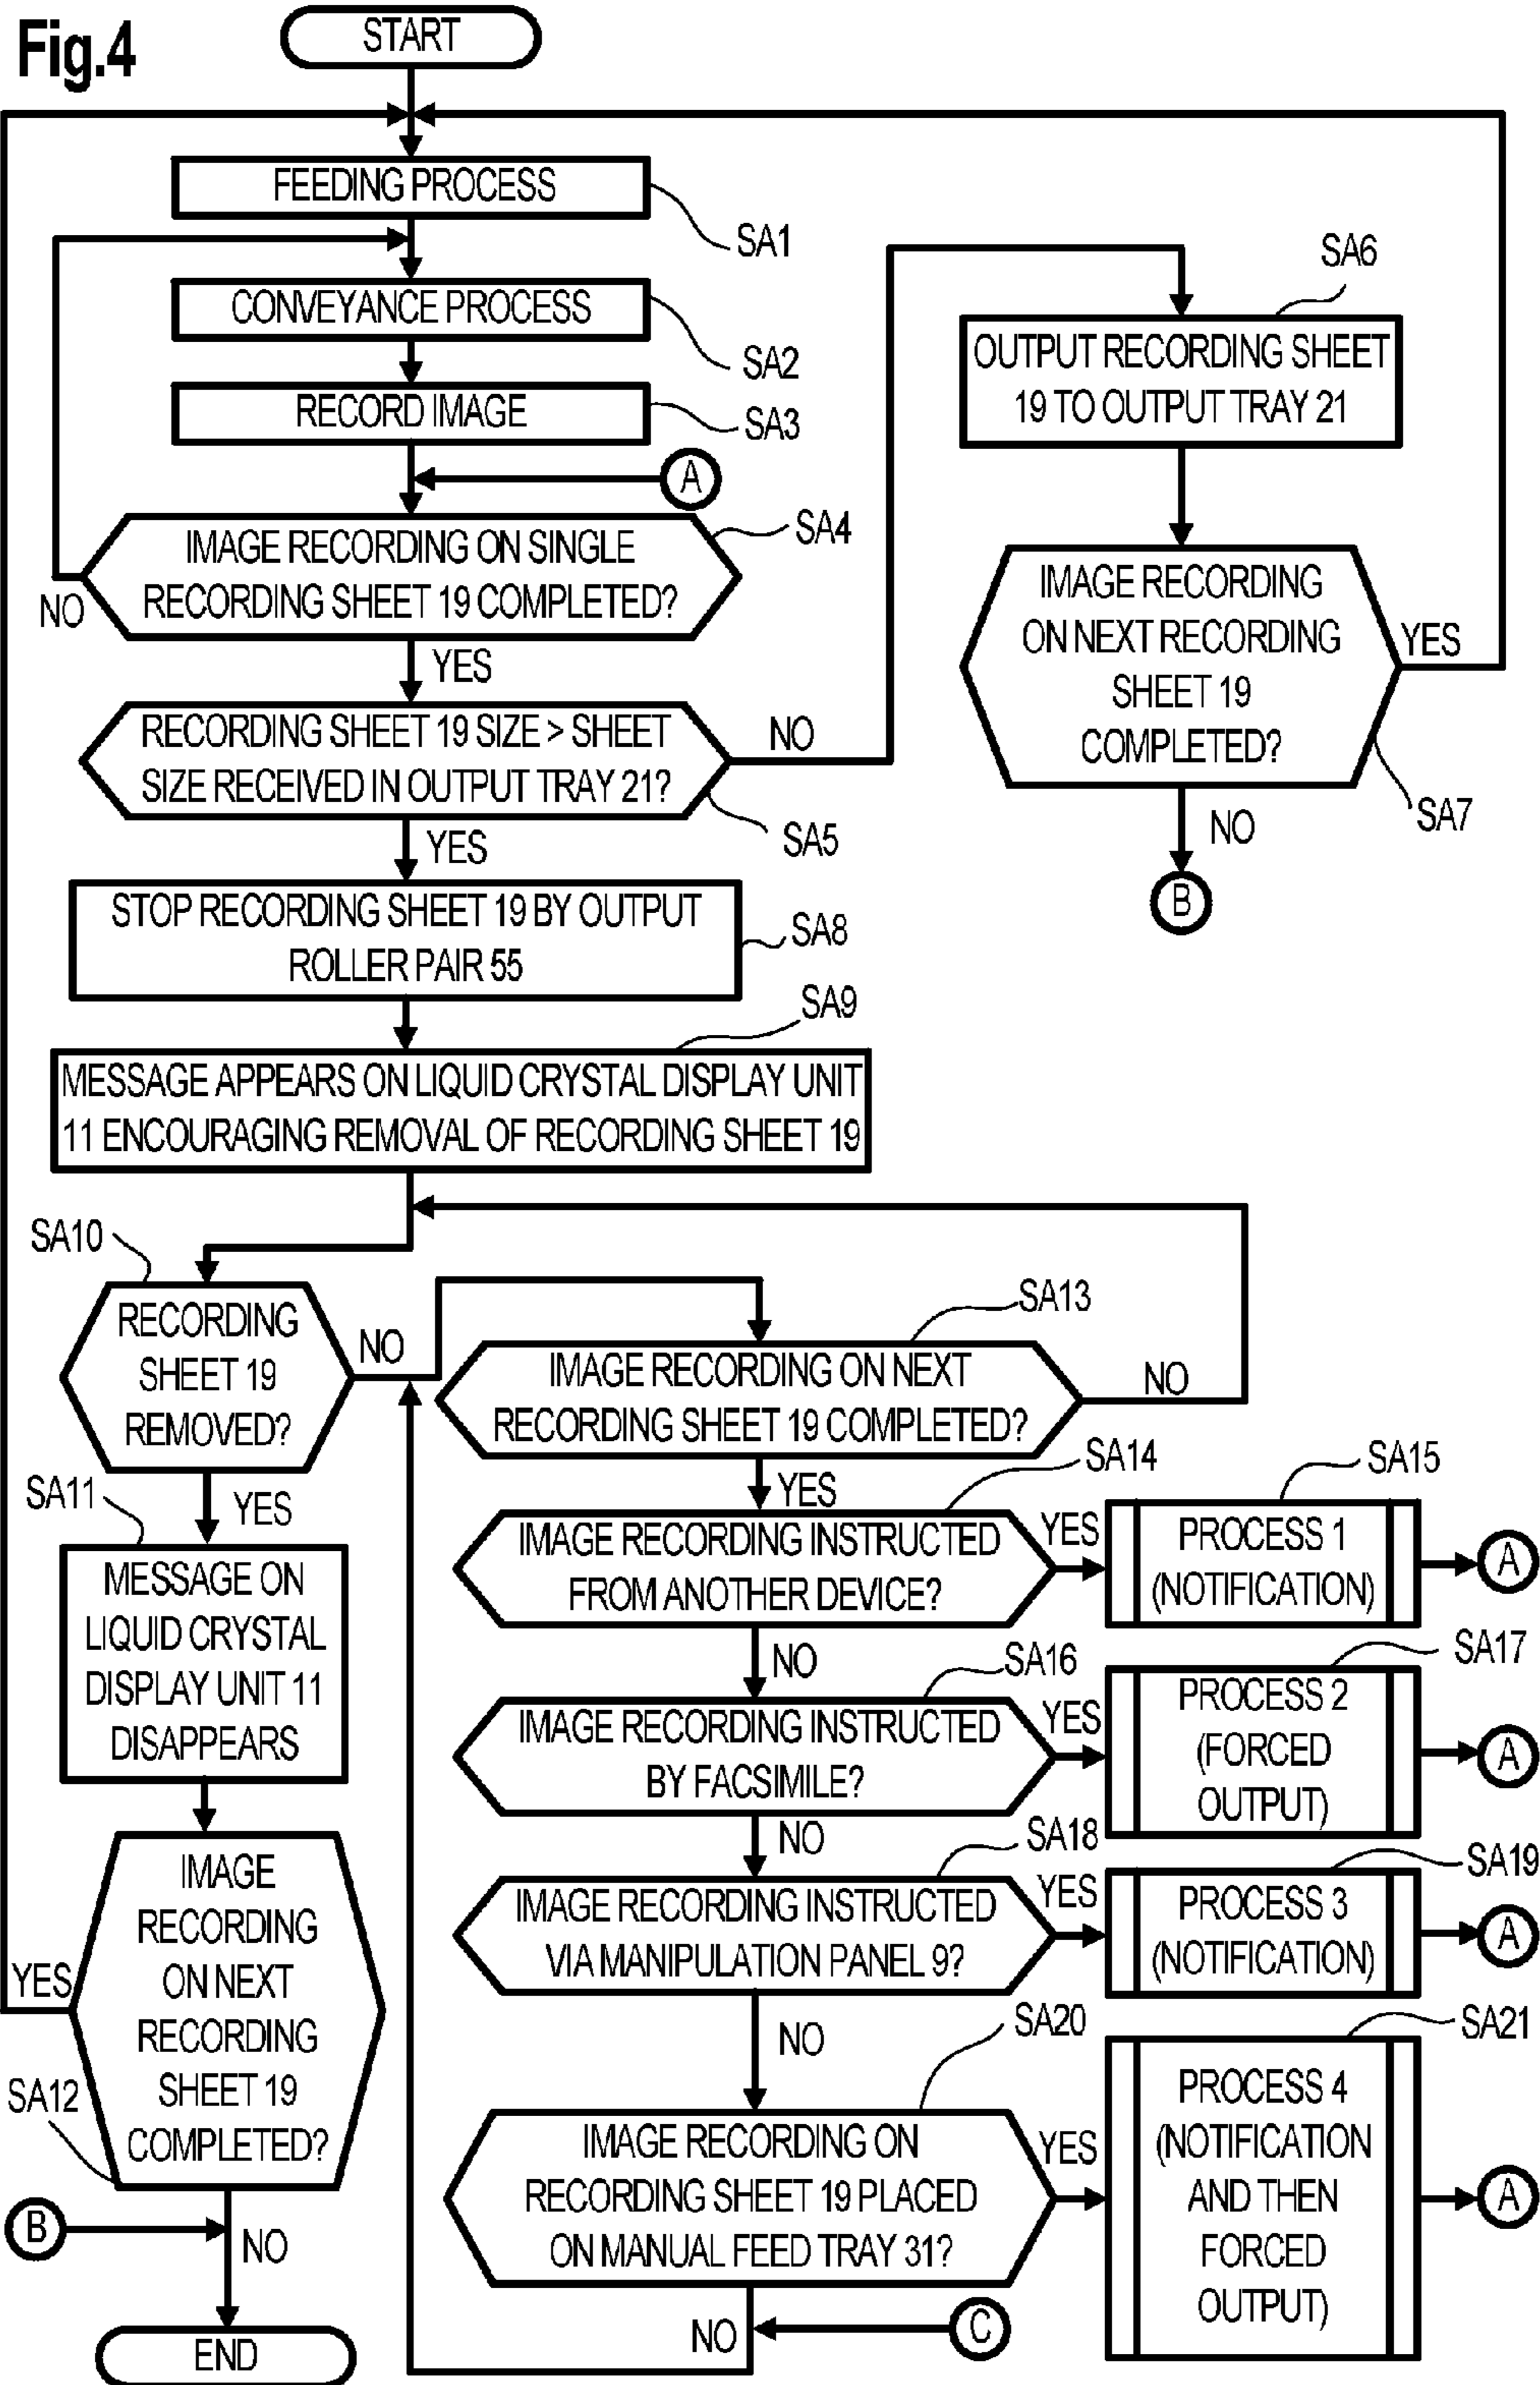 Fig.4
START
FEEDING PROCESS
SA1
CONVEYANCE PROCESS
SA2
RECORD IMAGE
SA3
A
IMAGE RECORDING ON SINGLE
RECORDING SHEET 19 COMPLETED?
SA4
NO
YES
RECORDING SHEET 19 SIZE > SHEET
SIZE RECEIVED IN OUTPUT TRAY 21?
NO
SA5
YES
SA6
OUTPUT RECORDING SHEET
19 TO OUTPUT TRAY 21
IMAGE RECORDING
ON NEXT RECORDING
SHEET 19
COMPLETED?
YES
SA7
NO
B
STOP RECORDING SHEET 19 BY OUTPUT
ROLLER PAIR 55
SA8
SA9
MESSAGE APPEARS ON LIQUID CRYSTAL DISPLAY UNIT
11 ENCOURAGING REMOVAL OF RECORDING SHEET 19
SA10
RECORDING
SHEET 19
REMOVED?
NO
YES
SA11
MESSAGE ON
LIQUID CRYSTAL
DISPLAY UNIT 11
DISAPPEARS
IMAGE
RECORDING
ON NEXT
RECORDING
SHEET 19
COMPLETED?
YES
SA12
B
NO
END
SA13
IMAGE RECORDING ON NEXT
RECORDING SHEET 19 COMPLETED?
NO
YES
SA14
IMAGE RECORDING INSTRUCTED
FROM ANOTHER DEVICE?
YES
SA15
PROCESS 1
(NOTIFICATION)
A
NO
SA16
IMAGE RECORDING INSTRUCTED
BY FACSIMILE?
YES
SA17
PROCESS 2
(FORCED
OUTPUT)
A
NO
SA18
IMAGE RECORDING INSTRUCTED
VIA MANIPULATION PANEL 9?
YES
SA19
PROCESS 3
(NOTIFICATION)
A
NO
SA20
IMAGE RECORDING ON
RECORDING SHEET 19 PLACED
ON MANUAL FEED TRAY 31?
YES
SA21
PROCESS 4
(NOTIFICATION
AND THEN
FORCED
OUTPUT)
A
NO
C